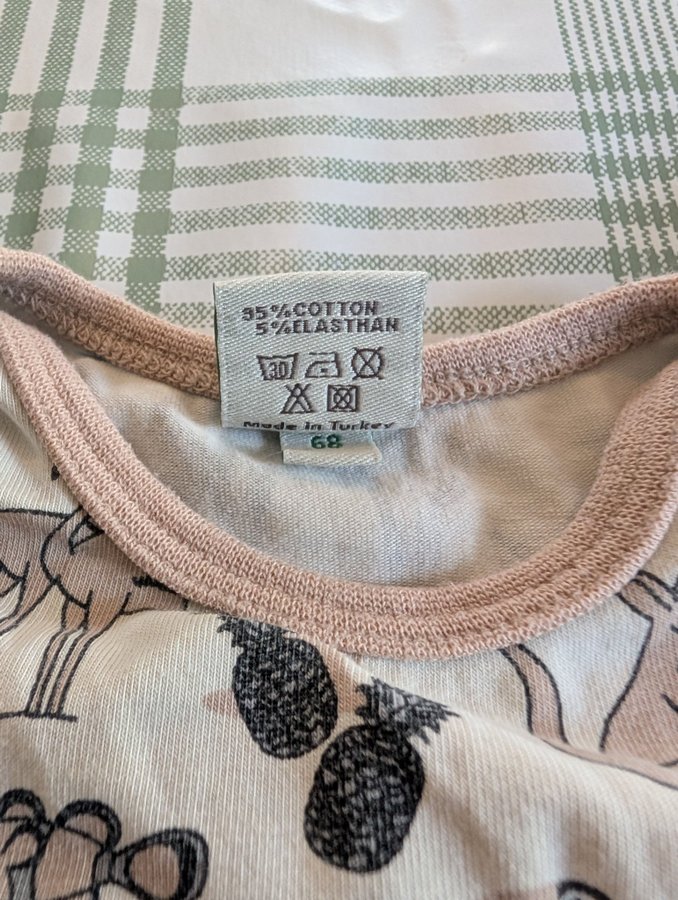 95%COTTON
5%ELASTHAN
30
Made in Turkey
68